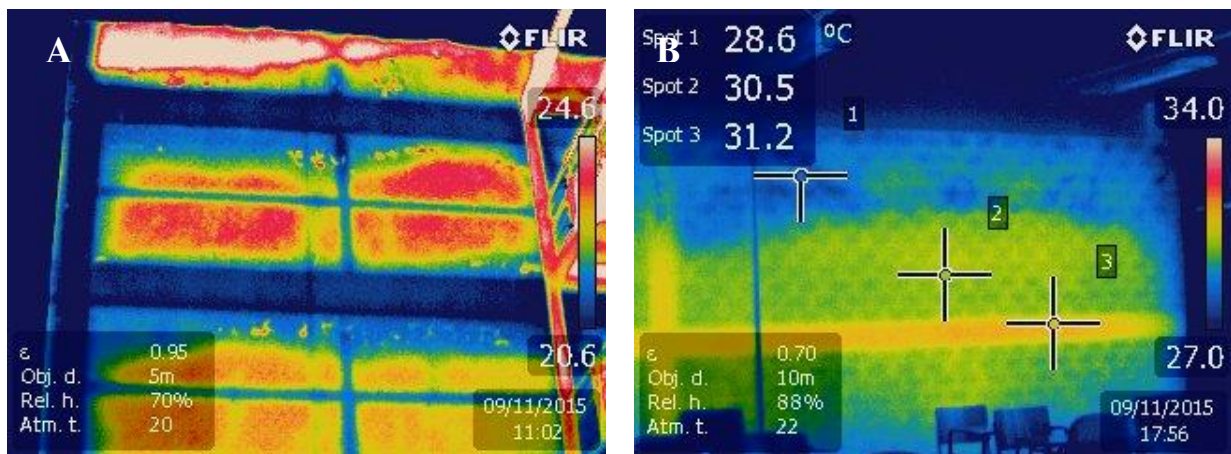 A
FLIR
24.6
20.6
ε 0.95
Obj. d. 5m
Rel. h. 70%
Atm. t. 20
09/11/2015
11:02
B
Spot 1 28.6 °C
Spot 2 30.5
Spot 3 31.2
FLIR
1
34.0
2
3
27.0
ε 0.70
Obj. d. 10m
Rel. h. 88%
Atm. t. 22
09/11/2015
17:56